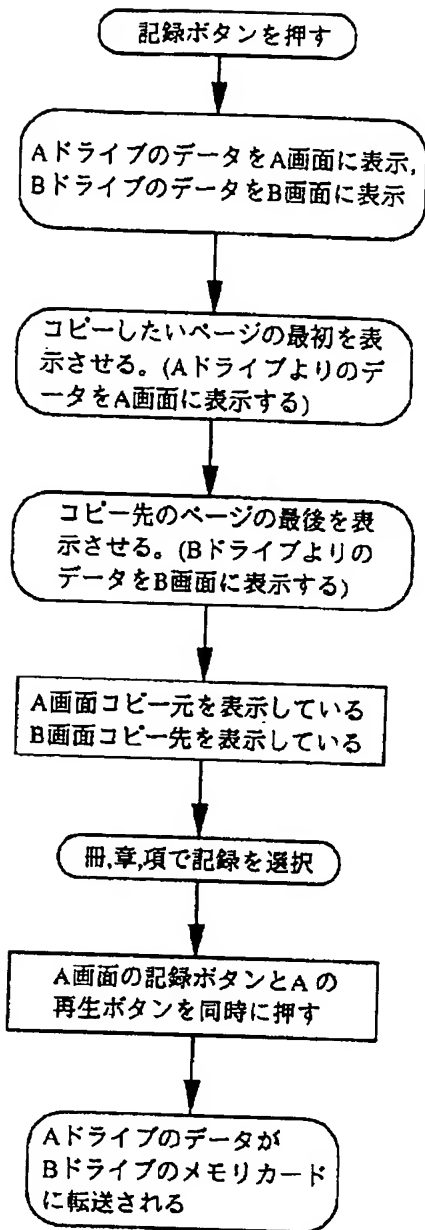 記録ボタンを押す
AドライブのデータをA画面に表示,
BドライブのデータをB画面に表示
コピーしたいページの最初を表
示させる。(Aドライブよりのデ
ータをA画面に表示する)
コピー先のページの最後を表
示させる。(Bドライブよりの
データをB画面に表示する)
A画面コピー元を表示している
B画面コピー先を表示している
冊,章,項で記録を選択
A画面の記録ボタンとAの
再生ボタンを同時に押す
Aドライブのデータが
Bドライブのメモリカード
に転送される